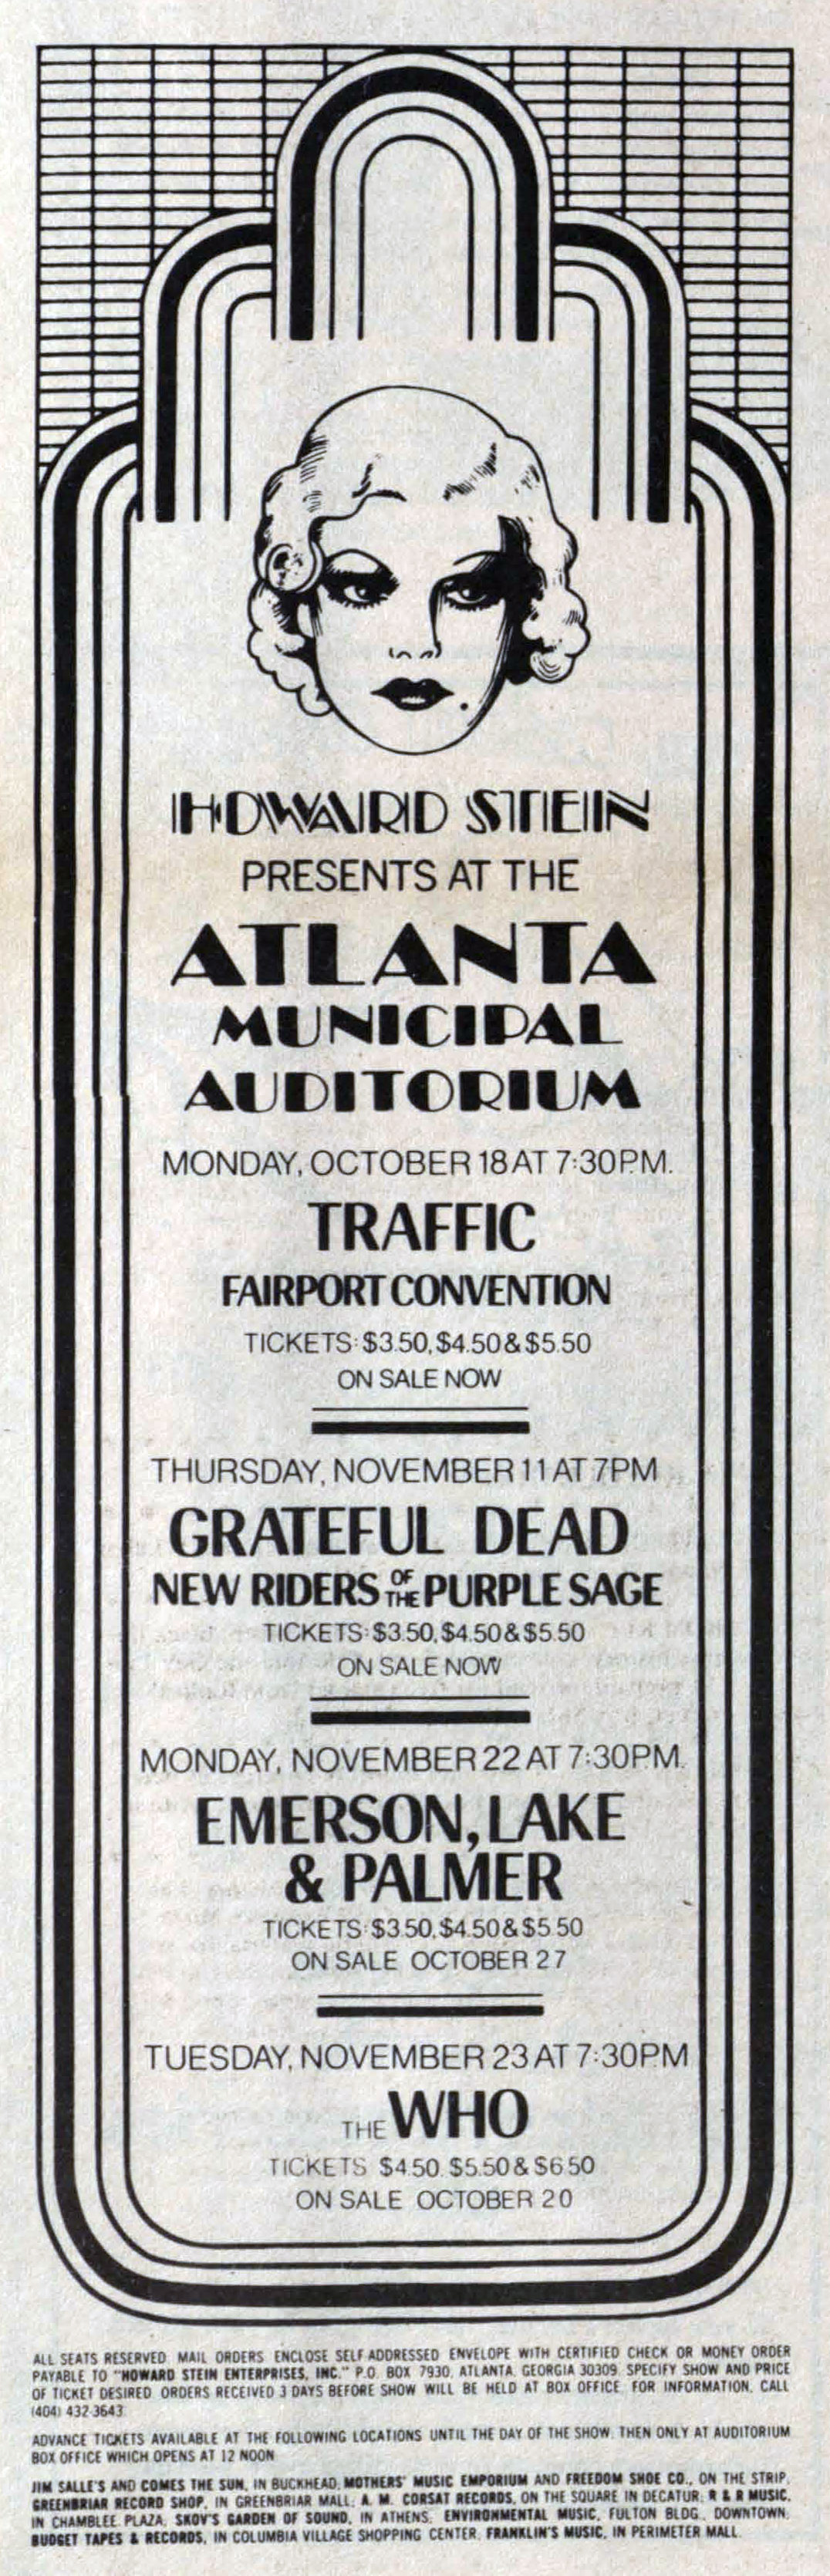 HOWARD STEIN
PRESENTS AT THE
ATLANTA
MUNICIPAL
AUDITORIUM
MONDAY, OCTOBER 18 AT 7:30P.M.
TRAFFIC
FAIRPORT CONVENTION
TICKETS: $3.50, $4.50 & $5.50
ON SALE NOW
THURSDAY, NOVEMBER 11 AT 7PM
GRATEFUL DEAD
NEW RIDERS OF THE PURPLE SAGE
TICKETS: $3.50, $4.50 & $5.50
ON SALE NOW
MONDAY, NOVEMBER 22 AT 7:30P.M.
EMERSON, LAKE
& PALMER
TICKETS: $3.50, $4.50 & $5.50
ON SALE OCTOBER 27
TUESDAY, NOVEMBER 23 AT 7:30PM
THE WHO
TICKETS $4.50, $5.50 & $6.50
ON SALE OCTOBER 20
ALL SEATS RESERVED. MAIL ORDERS ENCLOSE SELF-ADDRESSED ENVELOPE WITH CERTIFIED CHECK OR MONEY ORDER
PAYABLE TO "HOWARD STEIN ENTERPRISES, INC." P.O. BOX 7930, ATLANTA, GEORGIA 30309. SPECIFY SHOW AND PRICE
OF TICKET DESIRED. ORDERS RECEIVED 3 DAYS BEFORE SHOW WILL BE HELD AT BOX OFFICE. FOR INFORMATION, CALL
(404) 432-3643
ADVANCE TICKETS AVAILABLE AT THE FOLLOWING LOCATIONS UNTIL THE DAY OF THE SHOW. THEN ONLY AT AUDITORIUM
BOX OFFICE WHICH OPENS AT 12 NOON
JIM SALLE'S AND COMES THE SUN, IN BUCKHEAD; MOTHERS' MUSIC EMPORIUM AND FREEDOM SHOE CO., ON THE STRIP;
GREENBRIAR RECORD SHOP, IN GREENBRIAR MALL; A. M. CORSAT RECORDS, ON THE SQUARE IN DECATUR; R & R MUSIC,
IN CHAMBLEE PLAZA; SKOV'S GARDEN OF SOUND, IN ATHENS; ENVIRONMENTAL MUSIC, FULTON BLDG., DOWNTOWN;
BUDGET TAPES & RECORDS, IN COLUMBIA VILLAGE SHOPPING CENTER; FRANKLIN'S MUSIC, IN PERIMETER MALL.